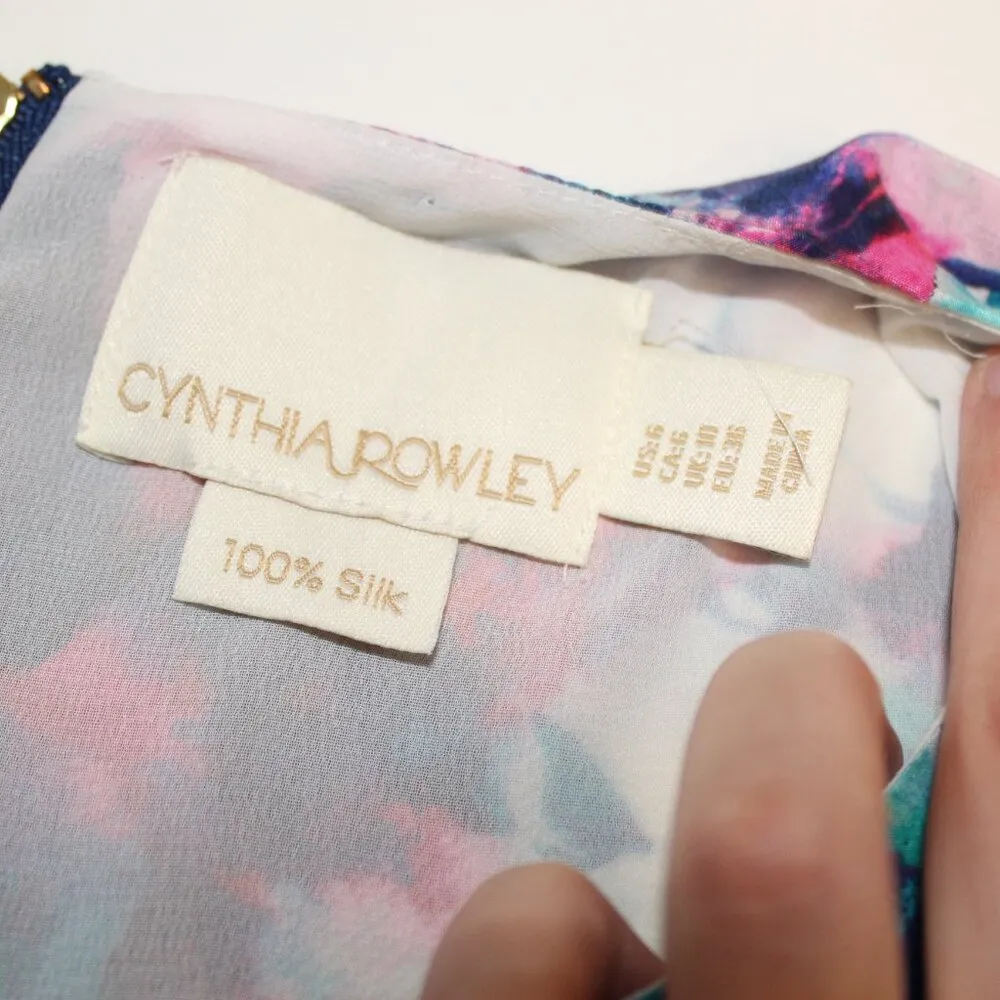 CYNTHIA ROWLEY
100% Silk
US:6
CA:6
UK:10
EU:36
MADE IN
CHINA